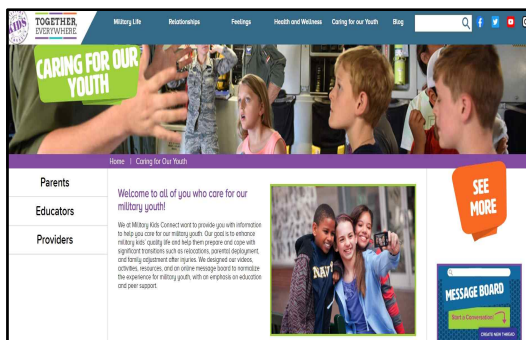 KIDS
TOGETHER,
EVERYWHERE.
Military Life Relationships Feelings Health and Wellness Caring for our Youth Blog
CARING FOR OUR
YOUTH
Home | Caring for Our Youth
Parents
Educators
Providers
Welcome to all of you who care for our
military youth!
We at Military Kids Connect want to provide you with information
to help you care for our military youth. Our goal is to enhance
military kids' quality life and help them prepare and cope with
significant transitions such as relocations, parental deployment,
and family adjustment after injuries. We designed our videos,
activities, resources, and an online message board to normalize
the experience for military youth, with an emphasis on education
and peer support.
NAVY
SEE
MORE
MESSAGE BOARD
Start a Conversation
CREATE NEW THREAD